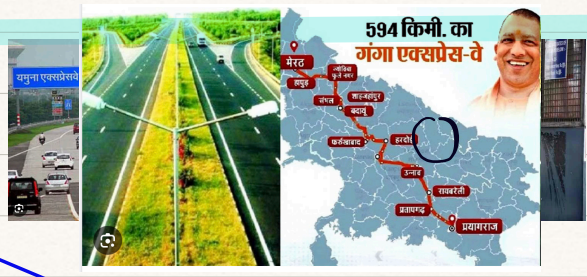 यमुना एक्सप्रेसवे
594 किमी. का
गंगा एक्सप्रेस-वे
मेरठ
हापुड़
ज्योतिबा
फुले नगर
संभल
शाहजहांपुर
बदायूं
फर्रुखाबाद
हरदोई
उन्नाव
रायबरेली
प्रतापगढ़
प्रयागराज